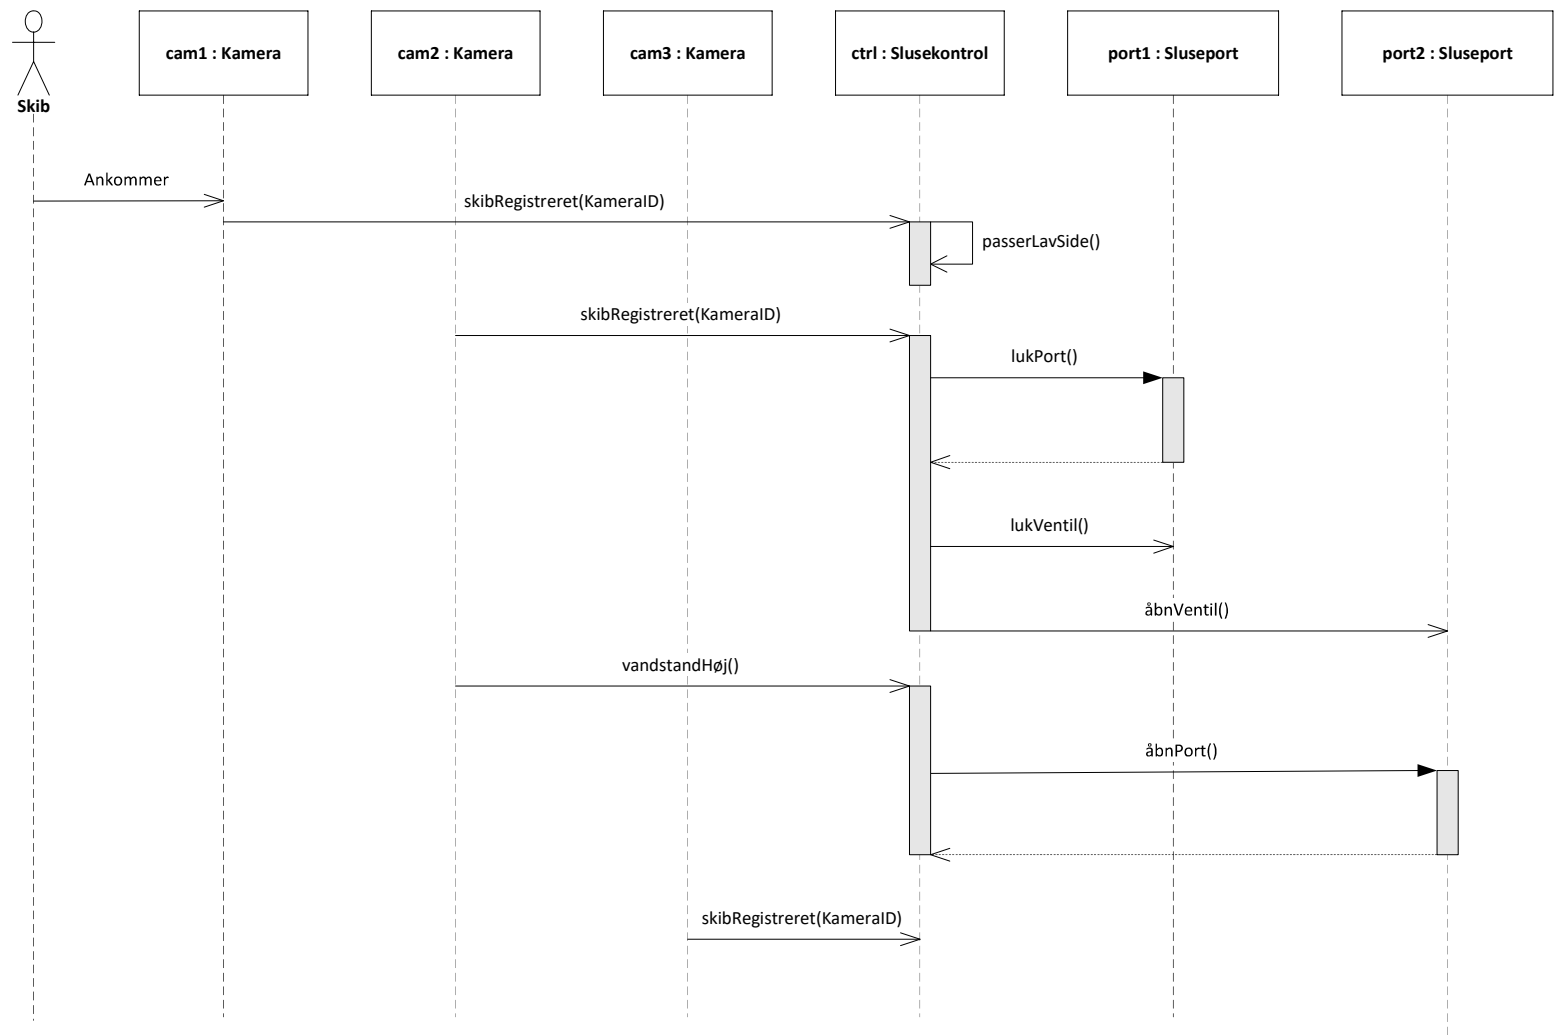 Skib
cam1 : Kamera
cam2 : Kamera
cam3 : Kamera
ctrl : Slusekontrol
port1 : Sluseport
port2 : Sluseport
Ankommer
skibRegistreret(KameraID)
passerLavSide()
skibRegistreret(KameraID)
lukPort()
lukVentil()
åbnVentil()
vandstandHøj()
åbnPort()
skibRegistreret(KameraID)